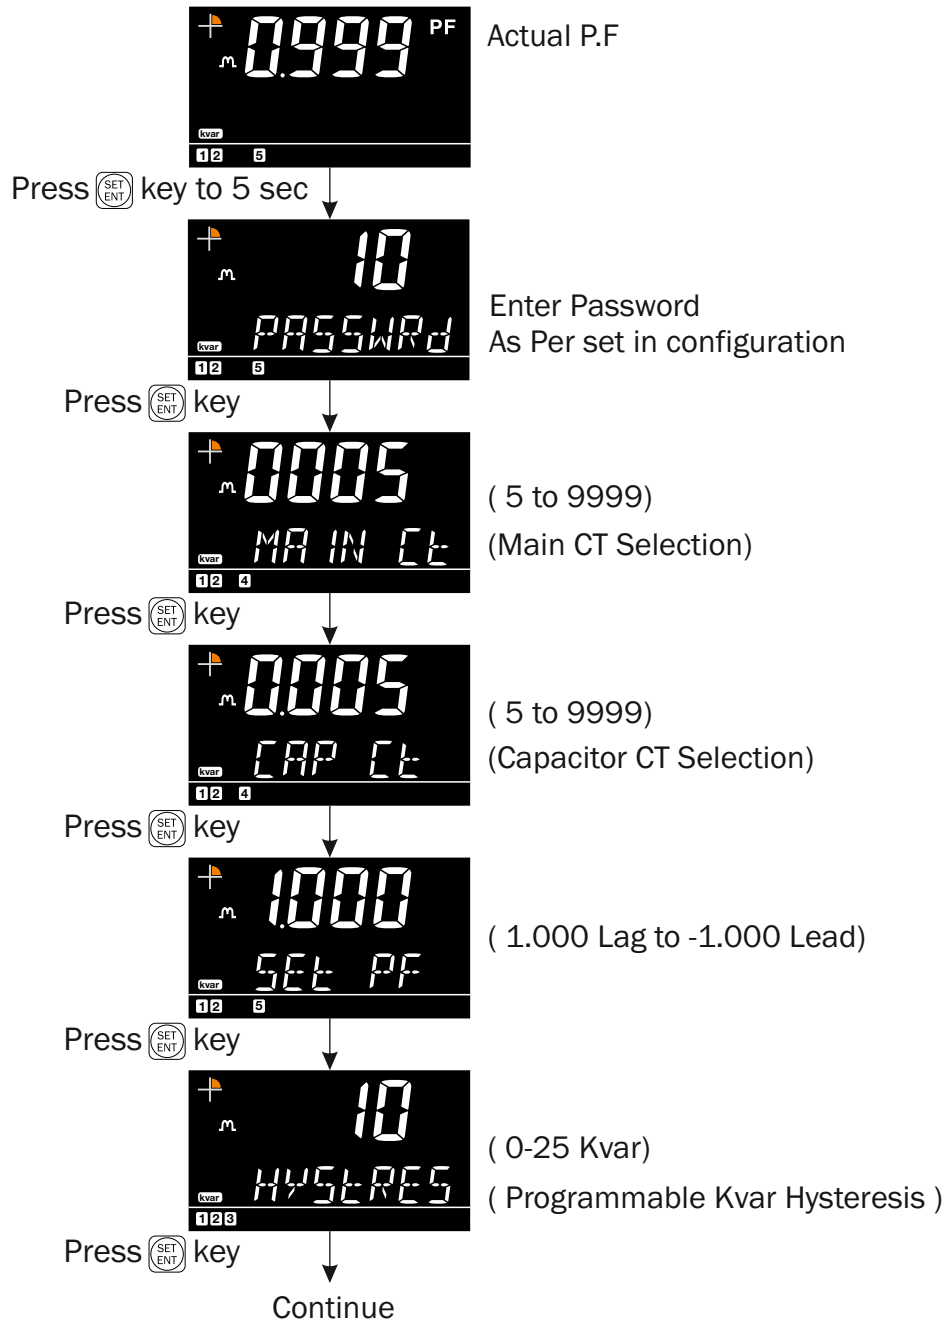 0.999 PF
Actual P.F
kvar
1 2 5
Press SET ENT key to 5 sec
10
PASSWRd
Enter Password
As Per set in configuration
kvar
1 2 5
Press SET ENT key
0005
( 5 to 9999)
MAIN Ct
(Main CT Selection)
kvar
1 2 4
Press SET ENT key
0.005
( 5 to 9999)
CAP Ct
(Capacitor CT Selection)
kvar
1 2 4
Press SET ENT key
1.000
( 1.000 Lag to -1.000 Lead)
SEt PF
kvar
1 2 5
Press SET ENT key
10
( 0-25 Kvar)
HYStRES
( Programmable Kvar Hysteresis )
kvar
1 2 3
Press SET ENT key
Continue